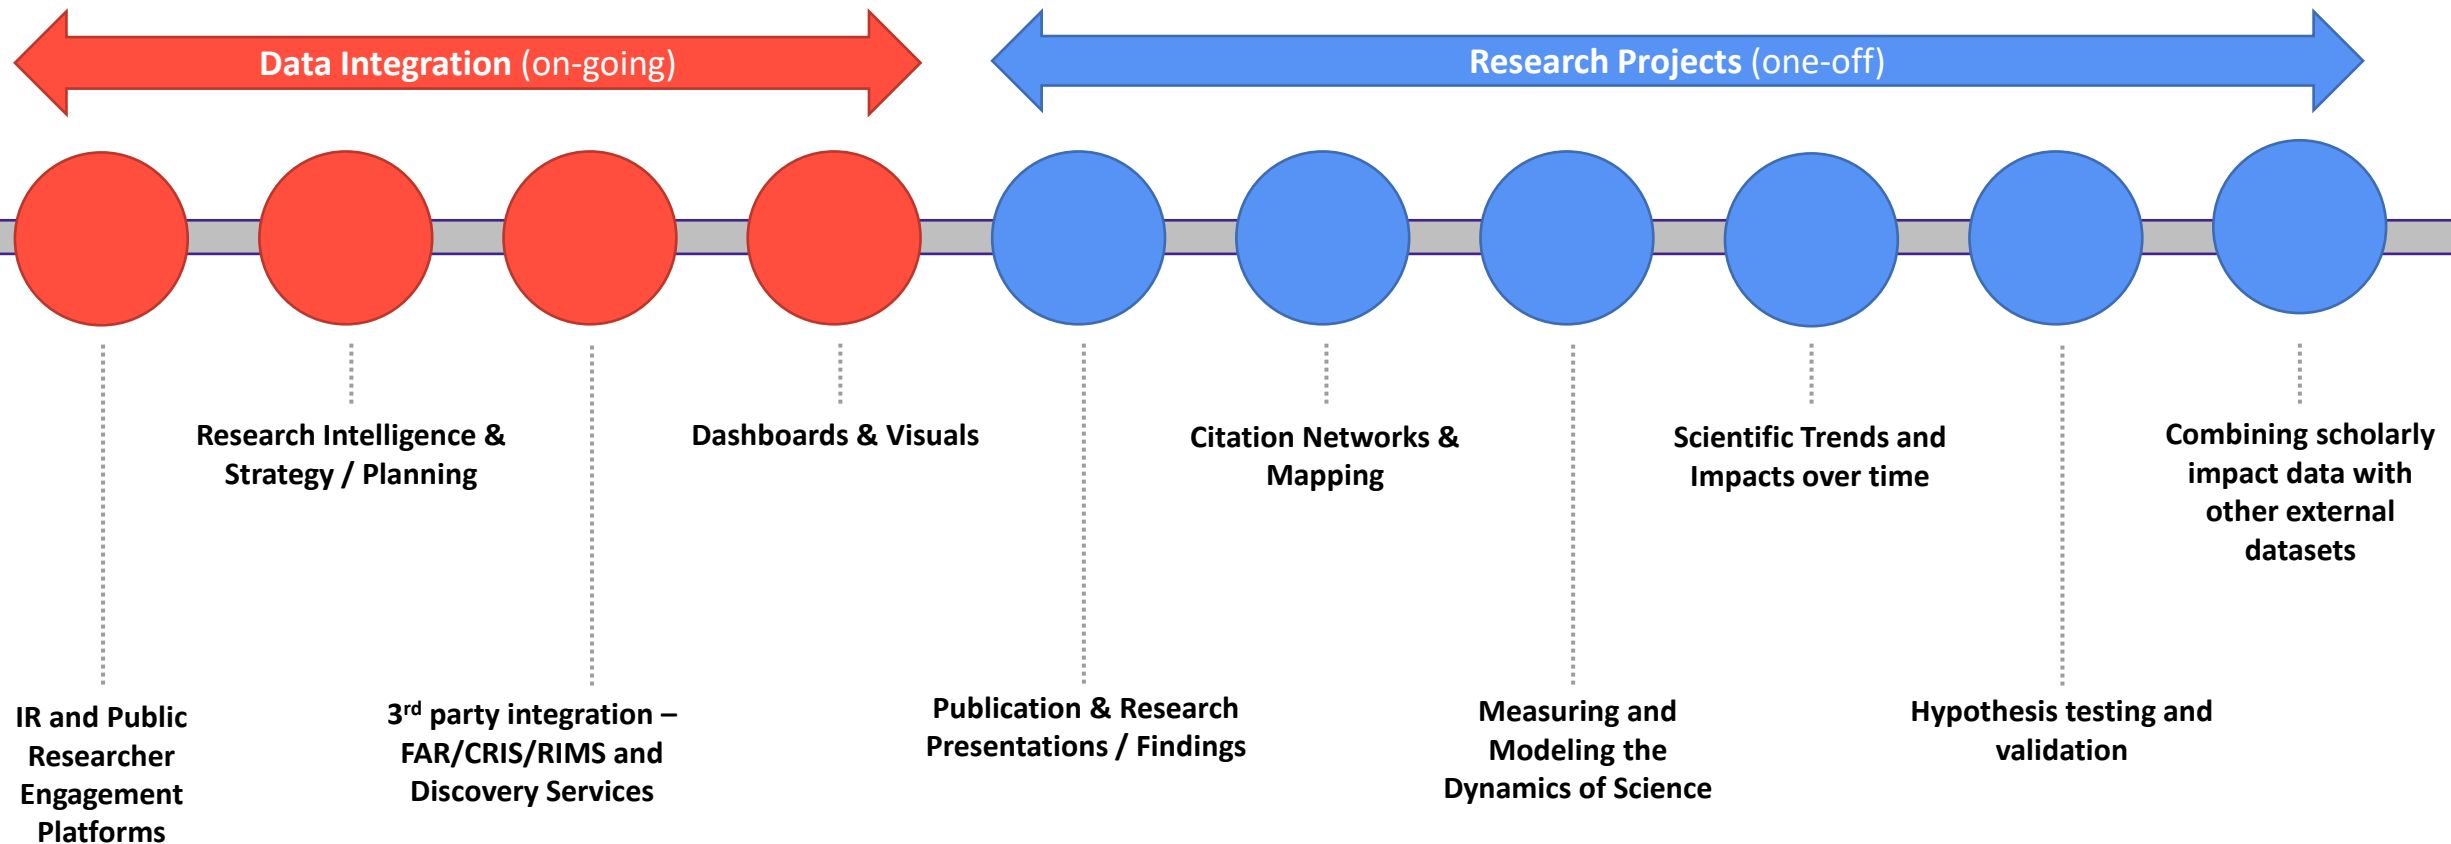 Data Integration (on-going)
Research Projects (one-off)
IR and Public
Researcher
Engagement
Platforms
Research Intelligence &
Strategy / Planning
3rd party integration –
FAR/CRIS/RIMS and
Discovery Services
Dashboards & Visuals
Publication & Research
Presentations / Findings
Citation Networks &
Mapping
Measuring and
Modeling the
Dynamics of Science
Scientific Trends and
Impacts over time
Hypothesis testing and
validation
Combining scholarly
impact data with
other external
datasets